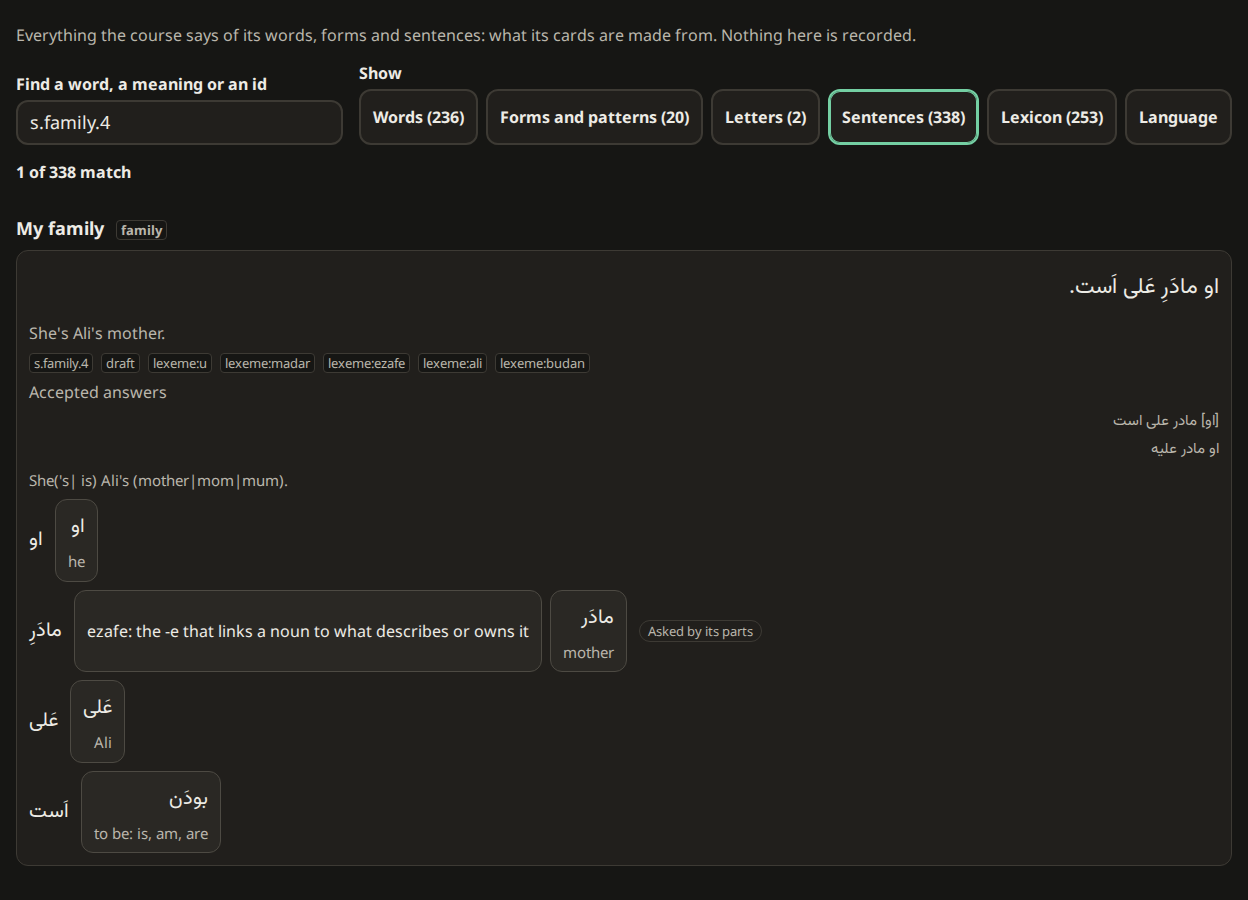 Everything the course says of its words, forms and sentences: what its cards are made from. Nothing here is recorded.
Find a word, a meaning or an id
Show
s.family.4
Words (236)
Forms and patterns (20)
Letters (2)
Sentences (338)
Lexicon (253)
Language
1 of 338 match
My family family
او مادَرِ عَلی اَست.
She's Ali's mother.
s.family.4 draft lexeme:u lexeme:madar lexeme:ezafe lexeme:ali lexeme:budan
Accepted answers
[او] مادر علی است
او مادر علیه
She('s| is) Ali's (mother|mom|mum).
او
او
he
مادَرِ
ezafe: the -e that links a noun to what describes or owns it
مادَر
mother
Asked by its parts
عَلی
عَلی
Ali
اَست
بودَن
to be: is, am, are